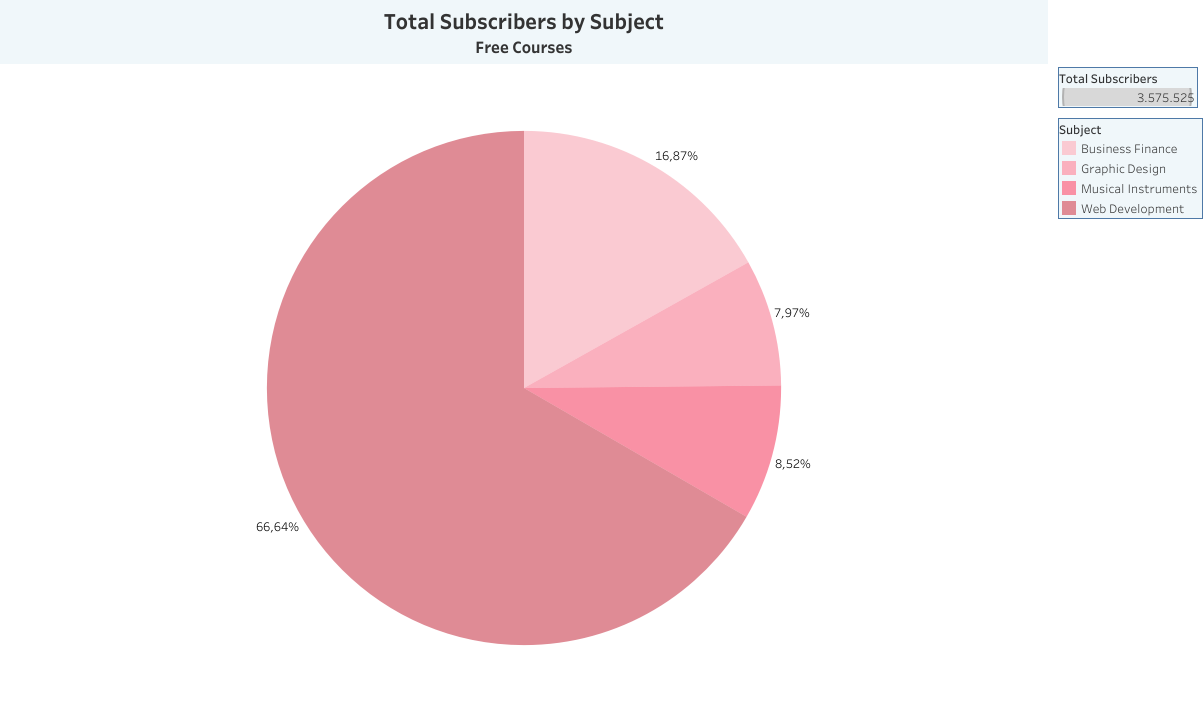 Total Subscribers by Subject
Free Courses
Total Subscribers
3.575.525
Subject
Business Finance
Graphic Design
Musical Instruments
Web Development
16,87%
7,97%
8,52%
66,64%